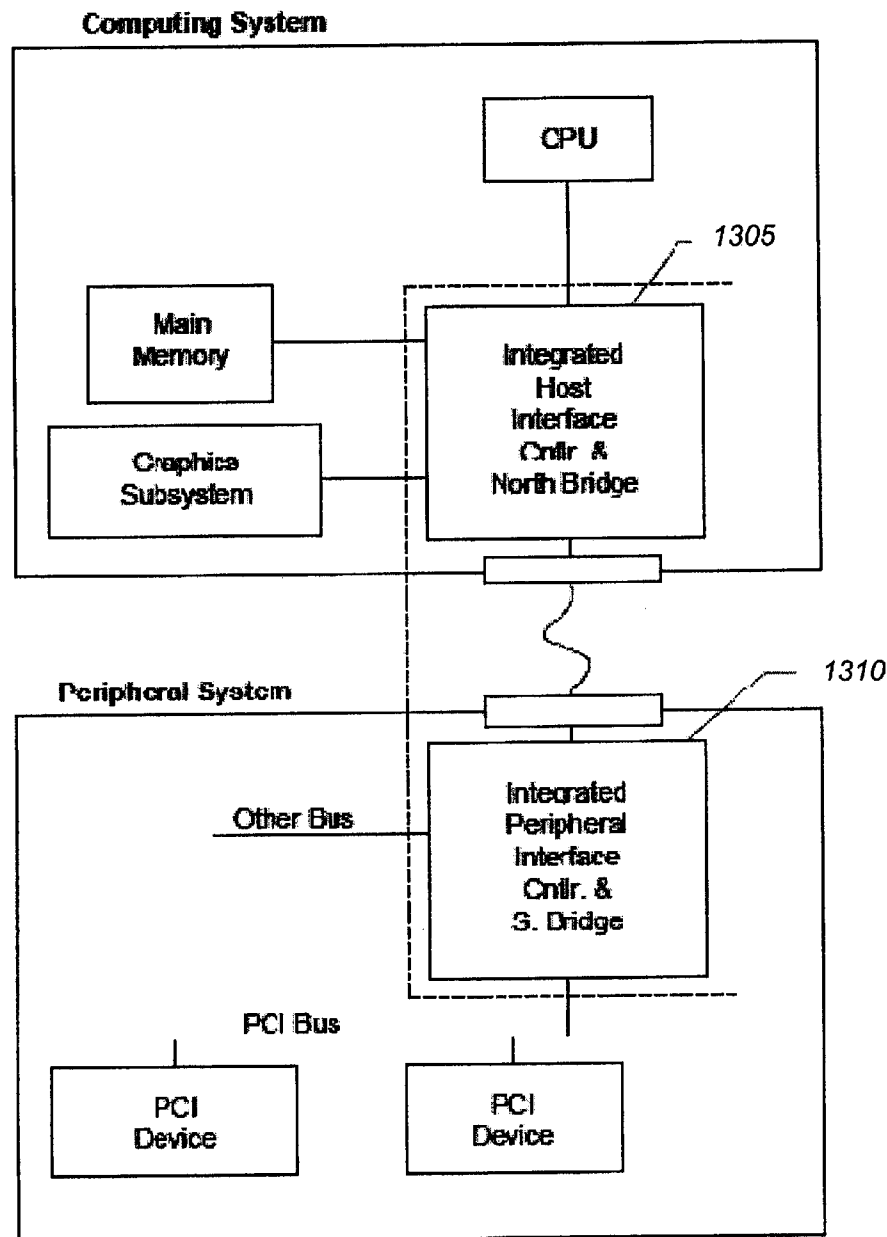 Computing System
CPU
1305
Main
Memory
Integrated
Host
Interface
Cntlr. &
North Bridge
Graphics
Subsystem
Peripheral System
1310
Other Bus
Integrated
Peripheral
Interface
Cntlr. &
S. Bridge
PCI Bus
PCI
Device
PCI
Device